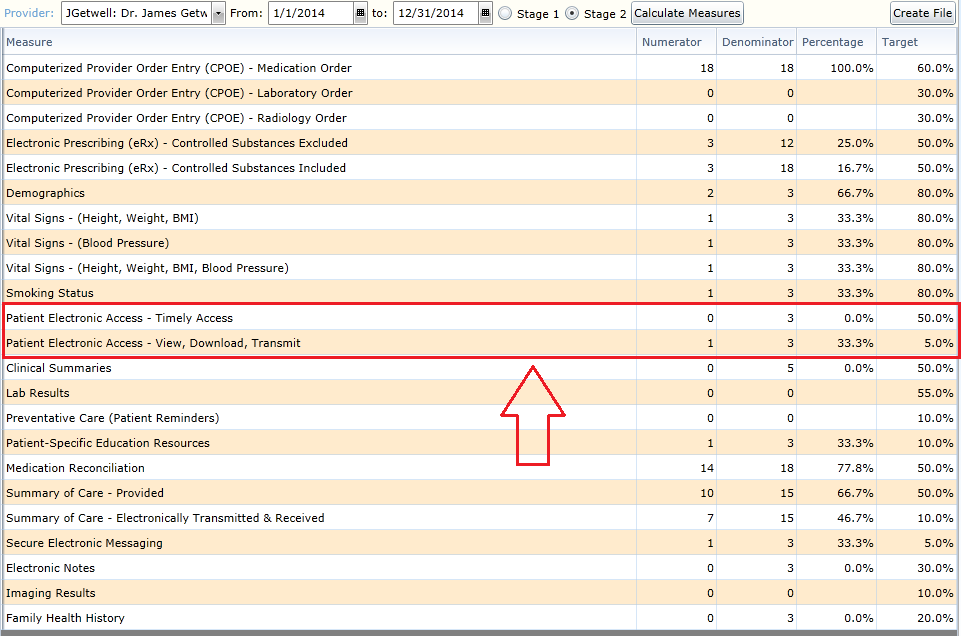 Provider: JGetwell: Dr. James Getw From: 1/1/2014 to: 12/31/2014 Stage 1 Stage 2 Calculate Measures Create File
Measure Numerator Denominator Percentage Target
Computerized Provider Order Entry (CPOE) - Medication Order 18 18 100.0% 60.0%
Computerized Provider Order Entry (CPOE) - Laboratory Order 0 0 30.0%
Computerized Provider Order Entry (CPOE) - Radiology Order 0 0 30.0%
Electronic Prescribing (eRx) - Controlled Substances Excluded 3 12 25.0% 50.0%
Electronic Prescribing (eRx) - Controlled Substances Included 3 18 16.7% 50.0%
Demographics 2 3 66.7% 80.0%
Vital Signs - (Height, Weight, BMI) 1 3 33.3% 80.0%
Vital Signs - (Blood Pressure) 1 3 33.3% 80.0%
Vital Signs - (Height, Weight, BMI, Blood Pressure) 1 3 33.3% 80.0%
Smoking Status 1 3 33.3% 80.0%
Patient Electronic Access - Timely Access 0 3 0.0% 50.0%
Patient Electronic Access - View, Download, Transmit 1 3 33.3% 5.0%
Clinical Summaries 0 5 0.0% 50.0%
Lab Results 0 0 55.0%
Preventative Care (Patient Reminders) 0 0 10.0%
Patient-Specific Education Resources 1 3 33.3% 10.0%
Medication Reconciliation 14 18 77.8% 50.0%
Summary of Care - Provided 10 15 66.7% 50.0%
Summary of Care - Electronically Transmitted & Received 7 15 46.7% 10.0%
Secure Electronic Messaging 1 3 33.3% 5.0%
Electronic Notes 0 3 0.0% 30.0%
Imaging Results 0 0 10.0%
Family Health History 0 3 0.0% 20.0%